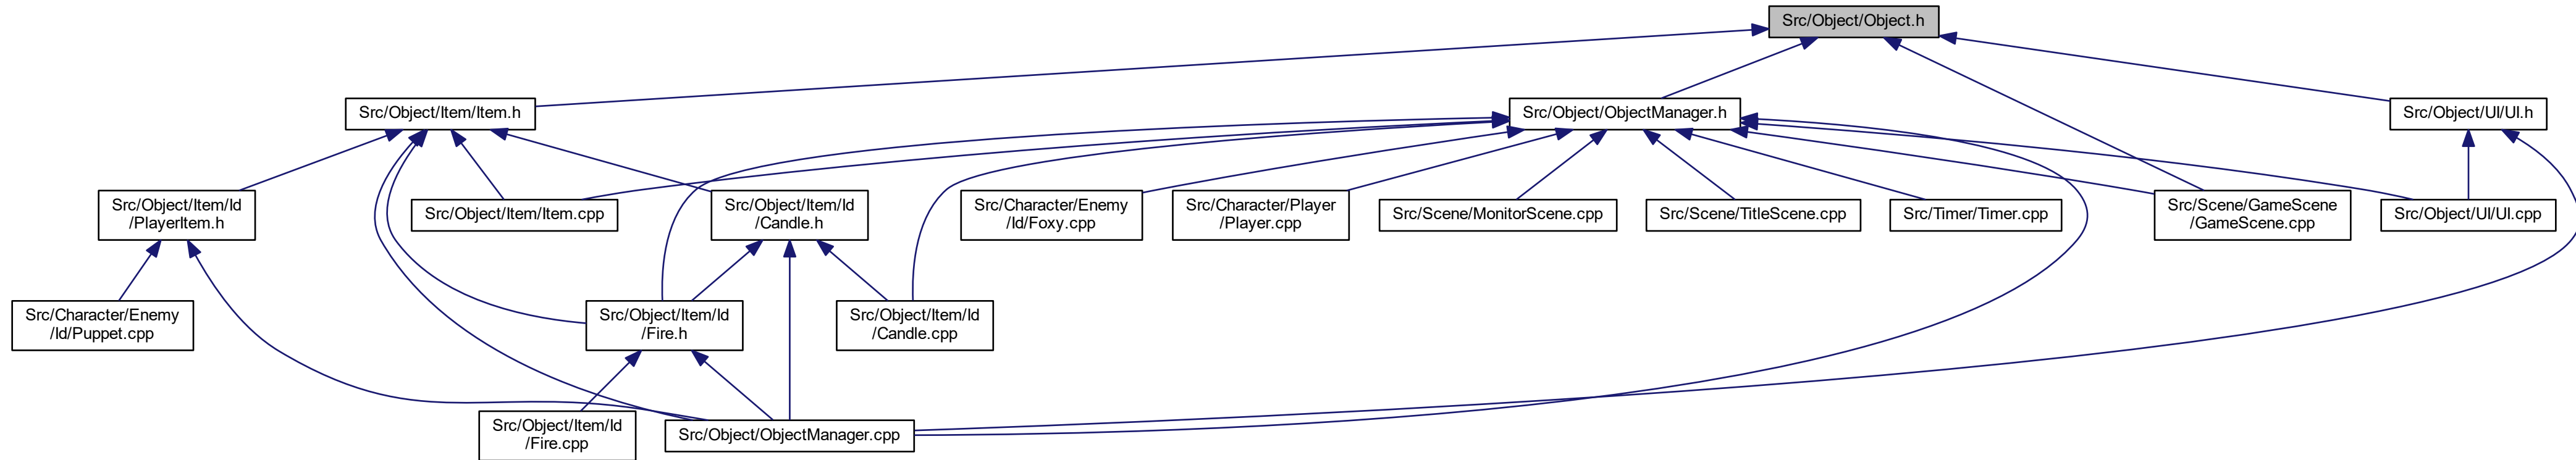 Src/Object/Object.h
Src/Object/Item/Item.h
Src/Object/ObjectManager.h
Src/Object/UI/UI.h
Src/Object/Item/Id
/PlayerItem.h
Src/Object/Item/Item.cpp
Src/Object/Item/Id
/Candle.h
Src/Character/Enemy
/Id/Foxy.cpp
Src/Character/Player
/Player.cpp
Src/Scene/MonitorScene.cpp
Src/Scene/TitleScene.cpp
Src/Timer/Timer.cpp
Src/Scene/GameScene
/GameScene.cpp
Src/Object/UI/UI.cpp
Src/Character/Enemy
/Id/Puppet.cpp
Src/Object/Item/Id
/Fire.h
Src/Object/Item/Id
/Candle.cpp
Src/Object/Item/Id
/Fire.cpp
Src/Object/ObjectManager.cpp